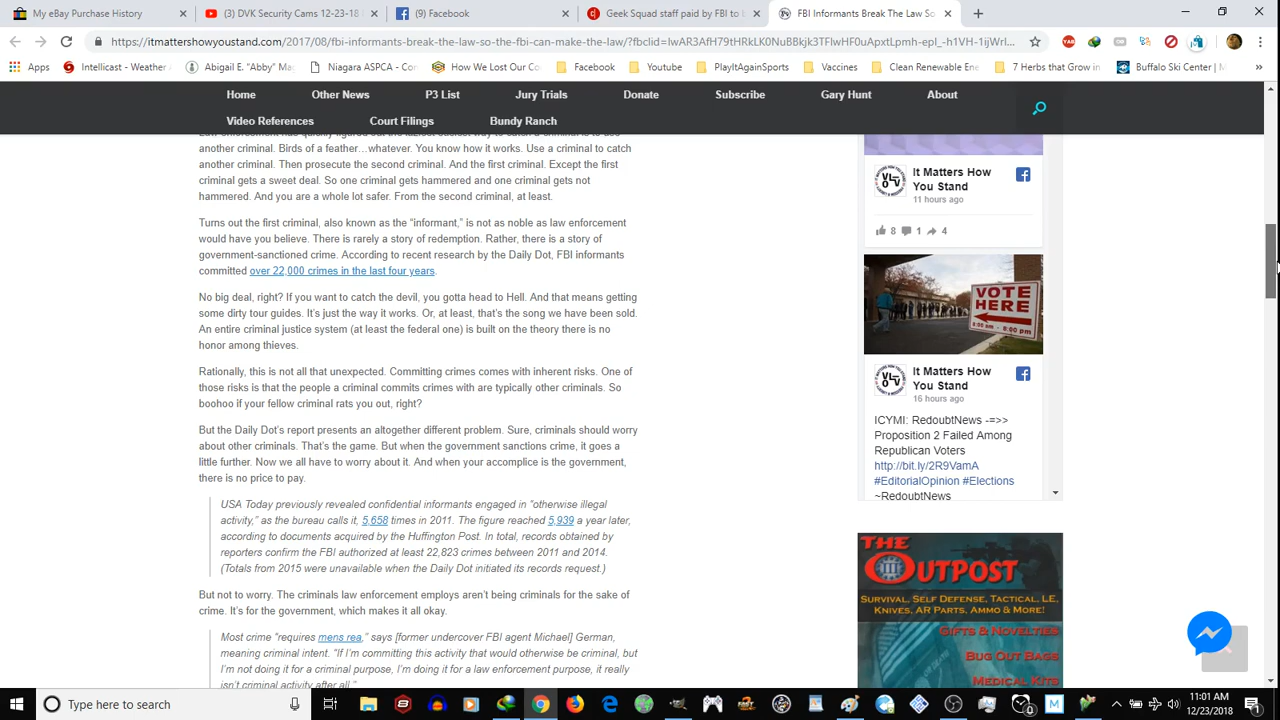 My eBay Purchase History
(3) DVK Security Cams 12-23-18
(9) Facebook
Geek Squad staff paid by FBI to
FBI Informants Break The Law So
https://itmattershowyoustand.com/2017/08/fbi-informants-break-the-law-so-the-fbi-can-make-the-law/?fbclid=IwAR3AfH79tHRkLK0NuBBkjk3TFlwHF0uApxtLpmh-epl_-h1VH-1ijWrl...
Apps
Intellicast - Weather
Abigail E. "Abby" Ma
Niagara ASPCA - Co
How We Lost Our Co
Facebook
Youtube
PlayItAgainSports
Vaccines
Clean Renewable Ene
7 Herbs that Grow in
Buffalo Ski Center | M
»
Home
Other News
P3 List
Jury Trials
Donate
Subscribe
Gary Hunt
About
Video References
Court Filings
Bundy Ranch
Law enforcement has quickly figured out the laziest easiest way to catch a criminal is to use
another criminal. Birds of a feather…whatever. You know how it works. Use a criminal to catch
another criminal. Then prosecute the second criminal. And the first criminal. Except the first
criminal gets a sweet deal. So one criminal gets hammered and one criminal gets not
hammered. And you are a whole lot safer. From the second criminal, at least.
Turns out the first criminal, also known as the “informant,” is not as noble as law enforcement
would have you believe. There is rarely a story of redemption. Rather, there is a story of
government-sanctioned crime. According to recent research by the Daily Dot, FBI informants
committed over 22,000 crimes in the last four years.
No big deal, right? If you want to catch the devil, you gotta head to Hell. And that means getting
some dirty tour guides. It’s just the way it works. Or, at least, that’s the song we have been sold.
An entire criminal justice system (at least the federal one) is built on the theory there is no
honor among thieves.
Rationally, this is not all that unexpected. Committing crimes comes with inherent risks. One of
those risks is that the people a criminal commits crimes with are typically other criminals. So
boohoo if your fellow criminal rats you out, right?
But the Daily Dot’s report presents an altogether different problem. Sure, criminals should worry
about other criminals. That’s the game. But when the government sanctions crime, it goes a
little further. Now we all have to worry about it. And when your accomplice is the government,
there is no price to pay.
USA Today previously revealed confidential informants engaged in “otherwise illegal
activity,” as the bureau calls it, 5,658 times in 2011. The figure reached 5,939 a year later,
according to documents acquired by the Huffington Post. In total, records obtained by
reporters confirm the FBI authorized at least 22,823 crimes between 2011 and 2014.
(Totals from 2015 were unavailable when the Daily Dot initiated its records request.)
But not to worry. The criminals law enforcement employs aren’t being criminals for the sake of
crime. It’s for the government, which makes it all okay.
Most crime “requires mens rea,” says [former undercover FBI agent Michael] German,
meaning criminal intent. “If I’m committing this activity that would otherwise be criminal, but
I’m not doing it for a criminal purpose, I’m doing it for a law enforcement purpose, it really
isn’t criminal activity after all.”
It Matters How
You Stand
11 hours ago
8 1 4
VOTE
HERE
It Matters How
You Stand
16 hours ago
ICYMI: RedoubtNews -=>>
Proposition 2 Failed Among
Republican Voters
http://bit.ly/2R9VamA
#EditorialOpinion #Elections
~RedoubtNews
THE
OUTPOST
SURVIVAL, SELF DEFENSE, TACTICAL, LE,
KNIVES, AR PARTS, AMMO & MORE!
GIFTS & NOVELTIES
BUG OUT BAGS
MEDICAL KITS
Type here to search
11:01 AM
12/23/2018